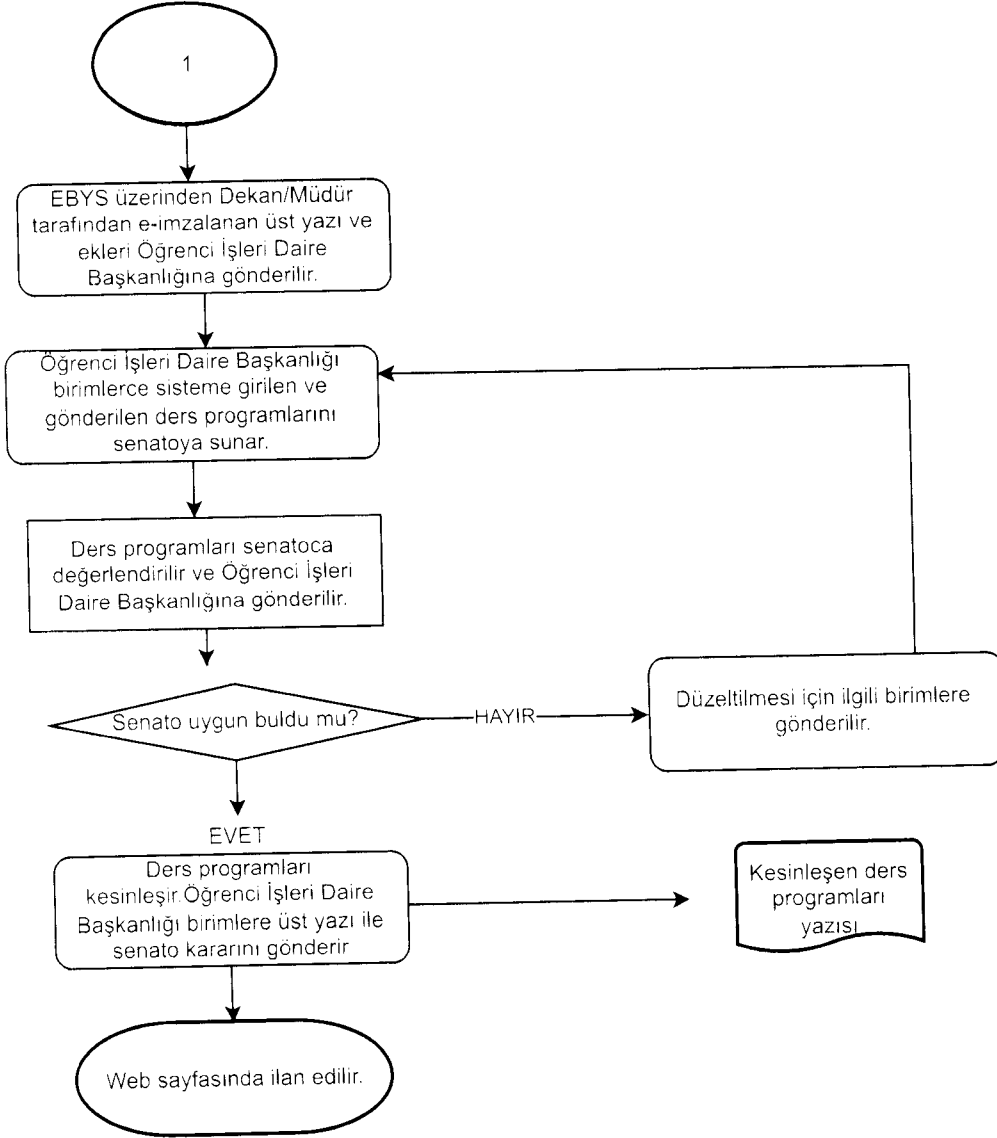 1
EBYS üzerinden Dekan/Müdür
tarafından e-imzalanan üst yazı ve
ekleri Öğrenci İşleri Daire
Başkanlığına gönderilir.
Öğrenci İşleri Daire Başkanlığı
birimlerce sisteme girilen ve
gönderilen ders programlarını
senatoya sunar.
Ders programları senatoca
değerlendirilir ve Öğrenci İşleri
Daire Başkanlığına gönderilir.
Senato uygun buldu mu?
HAYIR
Düzeltilmesi için ilgili birimlere
gönderilir.
EVET
Ders programları
kesinleşir.Öğrenci İşleri Daire
Başkanlığı birimlere üst yazı ile
senato kararını gönderir
Kesinleşen ders
programları
yazısı
Web sayfasında ilan edilir.